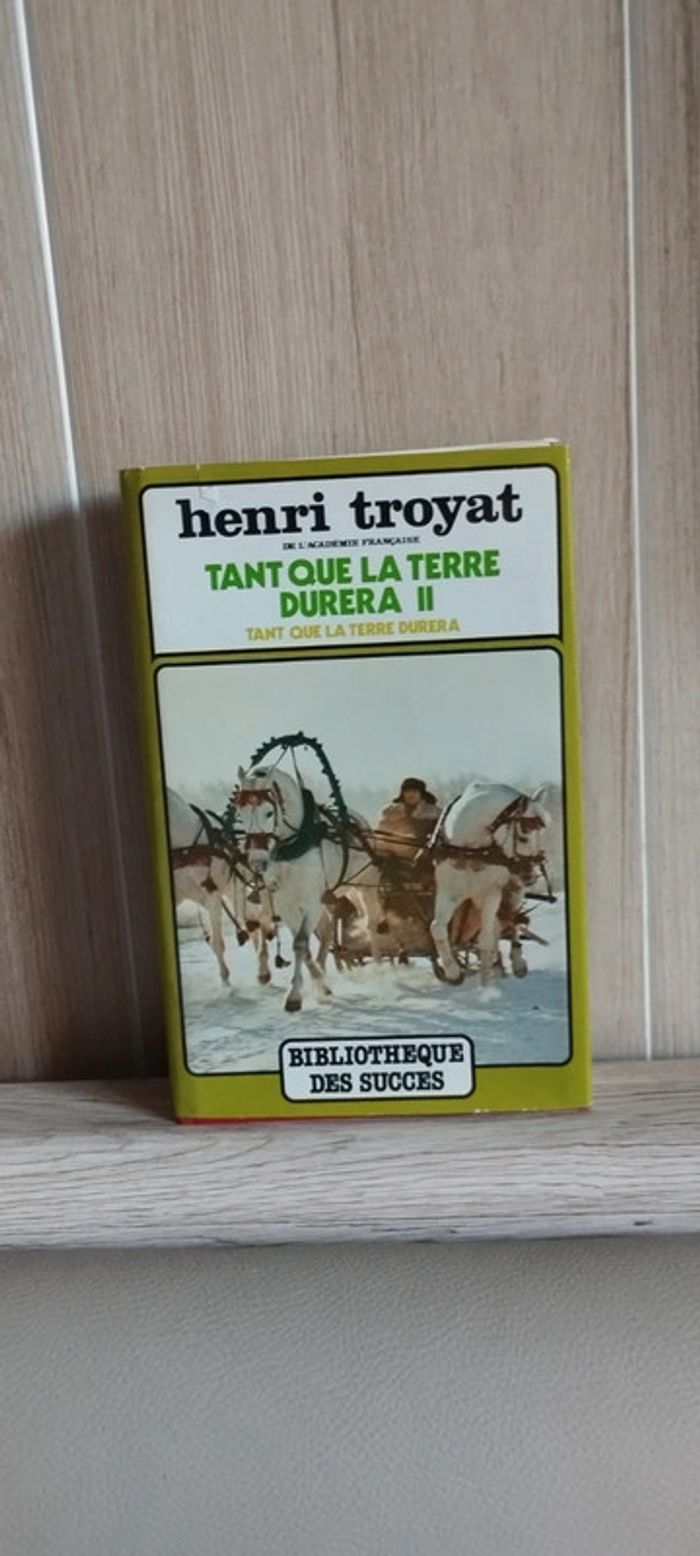 henri troyat
DE L'ACADÉMIE FRANÇAISE
TANT QUE LA TERRE
DURERA II
TANT QUE LA TERRE DURERA
BIBLIOTHEQUE
DES SUCCES